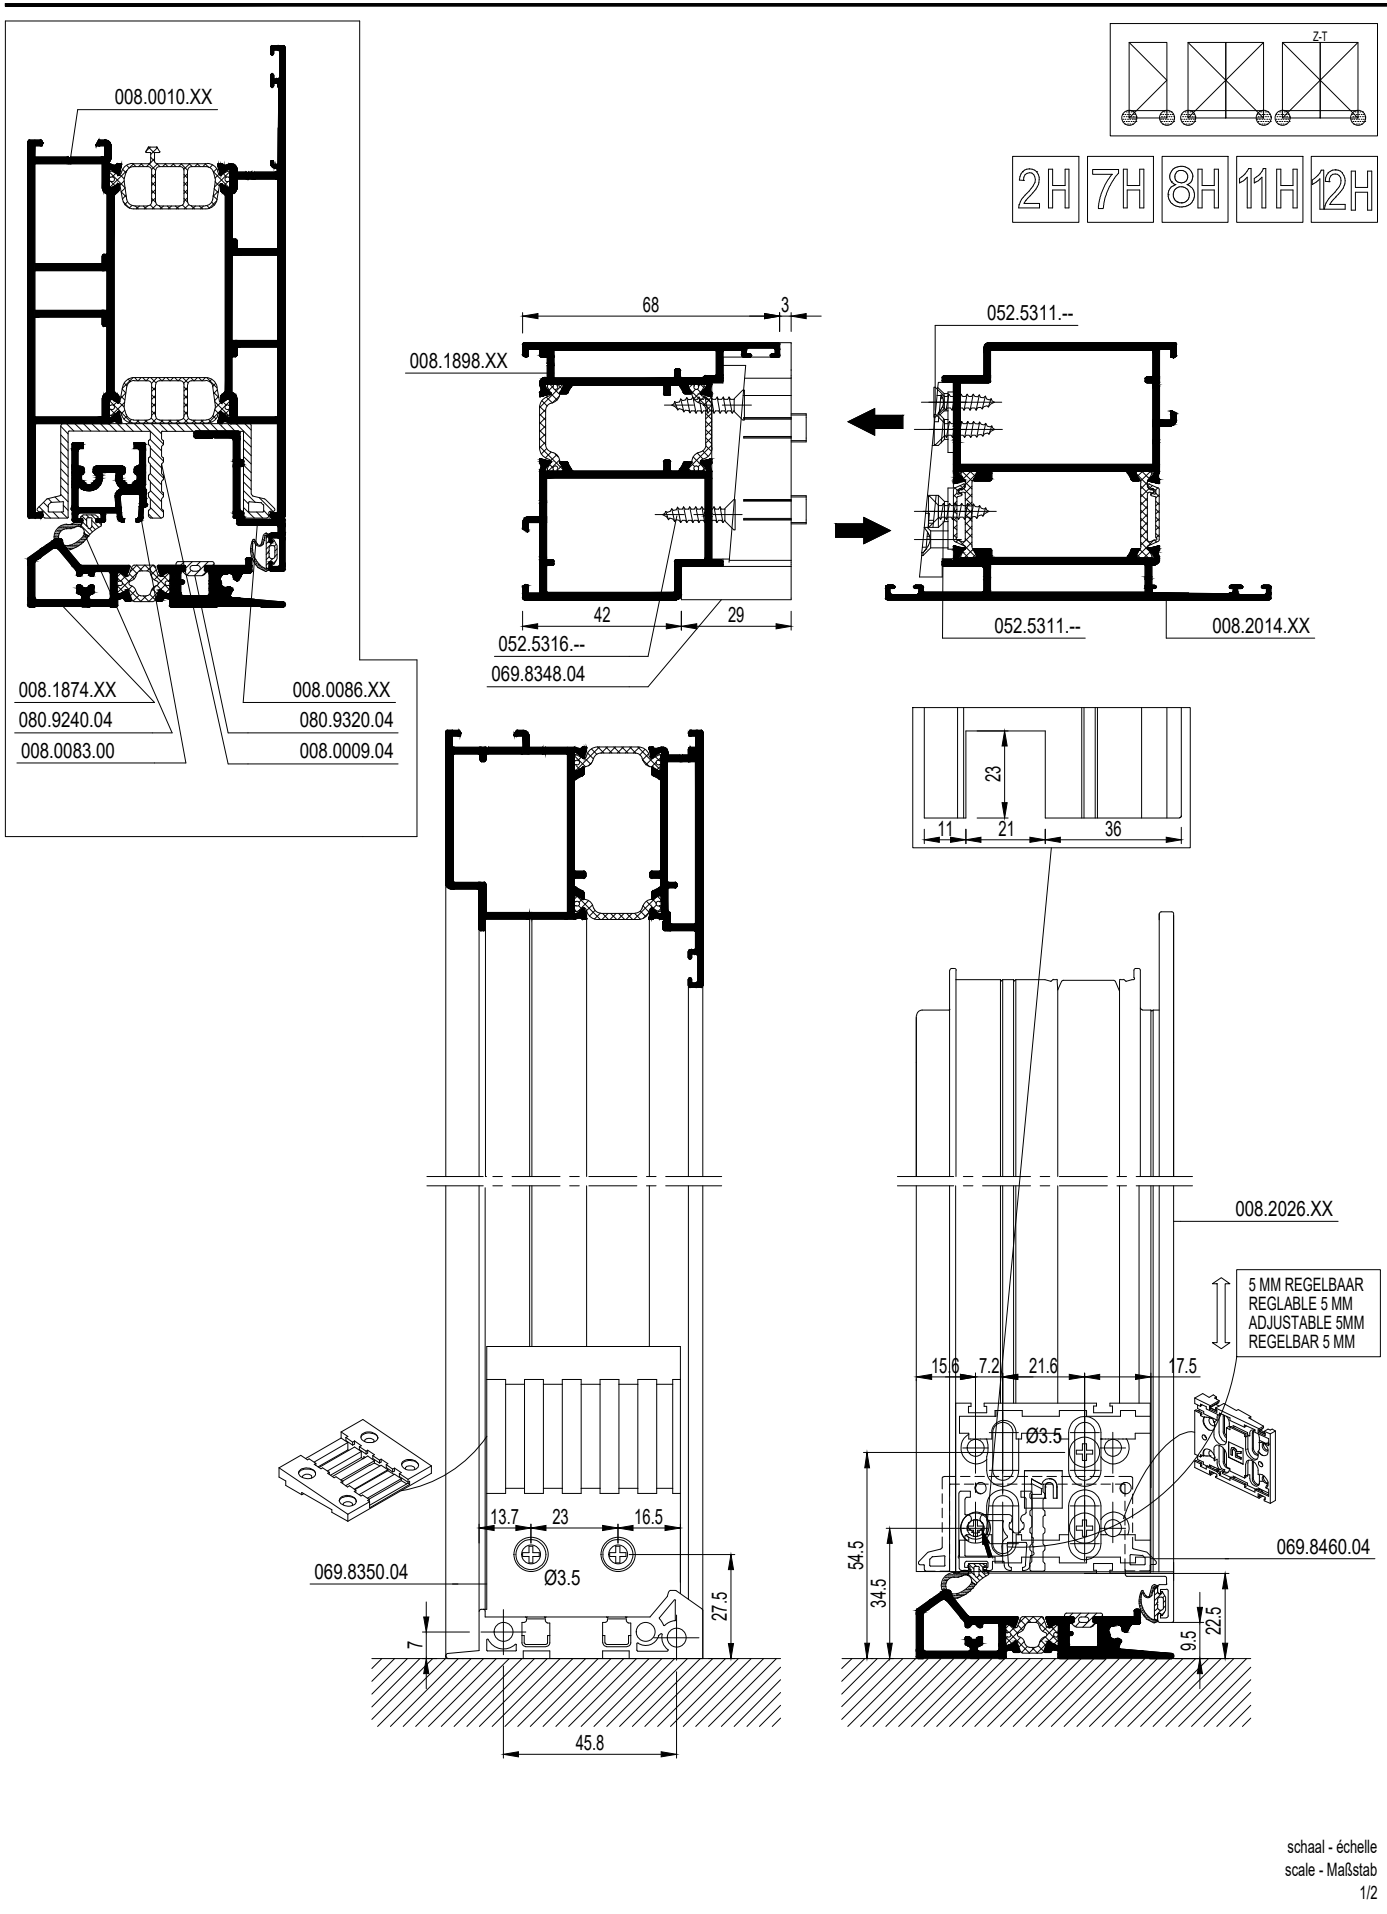 008.0010.XX
Z-T
2H 7H 8H 11H 12H
68
3
008.1898.XX
052.5311.--
42
29
052.5316.--
069.8348.04
052.5311.--
008.2014.XX
008.1874.XX
080.9240.04
008.0083.00
008.0086.XX
080.9320.04
008.0009.04
23
11
21
36
008.2026.XX
5 MM REGELBAAR
REGLABLE 5 MM
ADJUSTABLE 5MM
REGELBAR 5 MM
15.6
7.2
21.6
17.5
Ø3.5
R
13.7
23
16.5
Ø3.5
069.8350.04
27.5
7
45.8
54.5
34.5
069.8460.04
9.5
22.5
schaal - échelle
scale - Maßstab
1/2